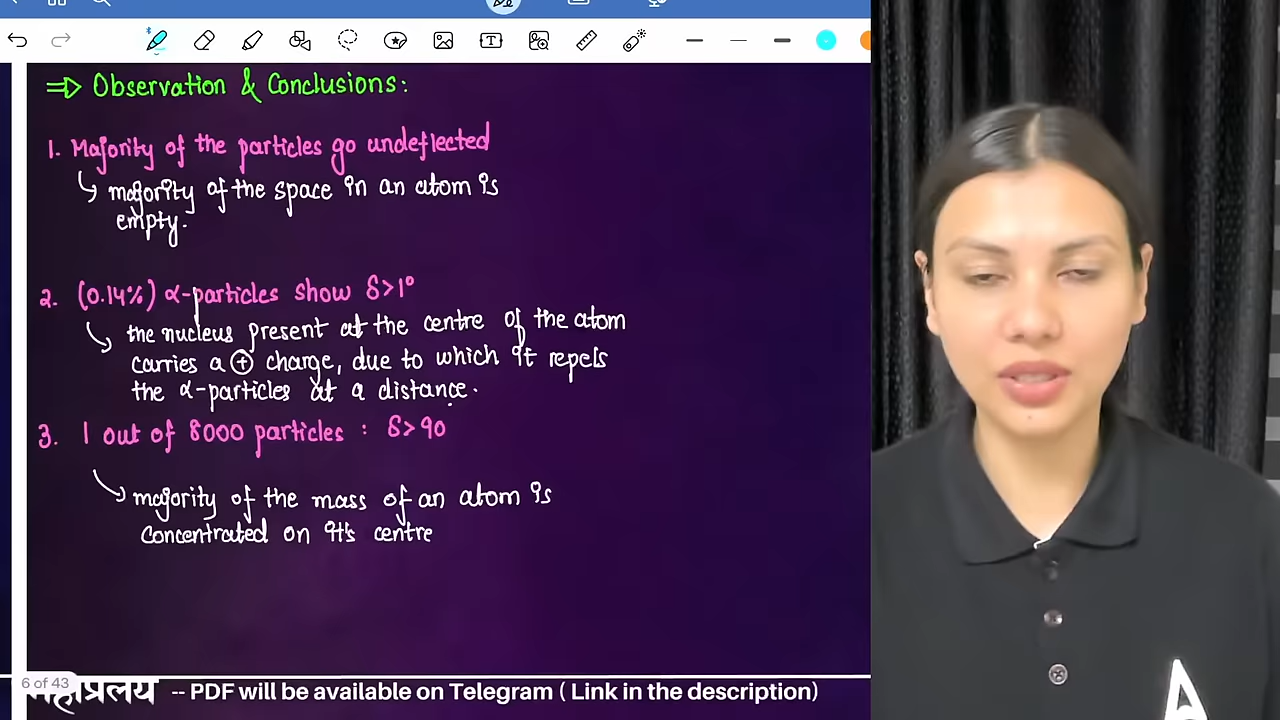 ⇒ Observation & Conclusions:
1. Majority of the particles go undeflected
↳ majority of the space in an atom is
empty.
2. (0.14%) α-particles show δ>1°
↳ the nucleus present at the centre of the atom
carries a ⊕ charge, due to which it repels
the α-particles at a distance.
3. 1 out of 8000 particles : δ>90
↳ majority of the mass of an atom is
concentrated on it's centre
6 of 43
महाप्रलय -- PDF will be available on Telegram ( Link in the description)
A